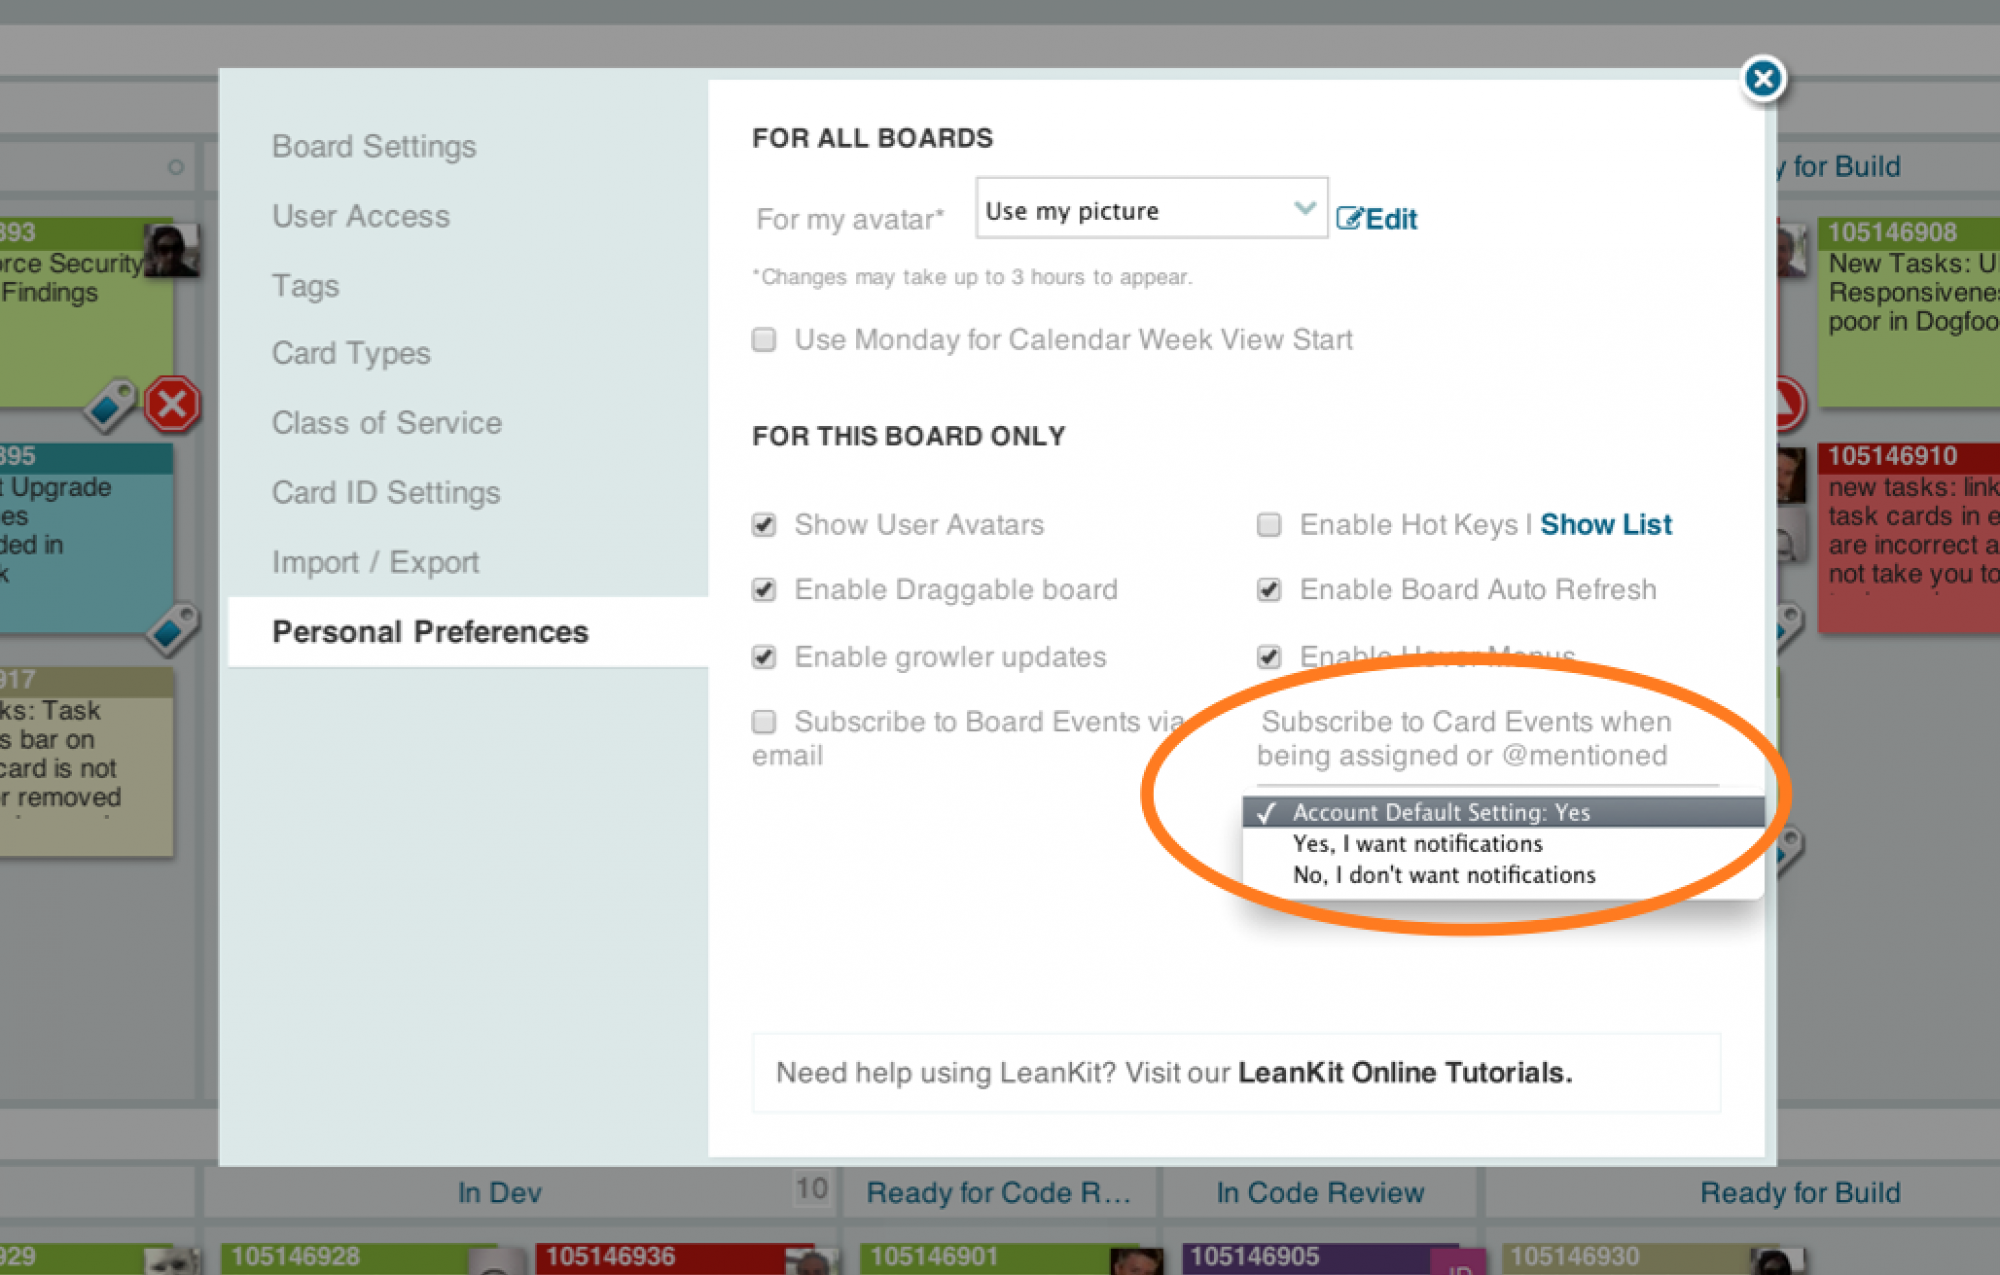 Board Settings
User Access
Tags
Card Types
Class of Service
Card ID Settings
Import / Export
Personal Preferences
FOR ALL BOARDS
For my avatar*
Use my picture
Edit
*Changes may take up to 3 hours to appear.
Use Monday for Calendar Week View Start
FOR THIS BOARD ONLY
Show User Avatars
Enable Hot Keys | Show List
Enable Draggable board
Enable Board Auto Refresh
Enable growler updates
Enable Hover Menus
Subscribe to Board Events via
email
Subscribe to Card Events when
being assigned or @mentioned
✓ Account Default Setting: Yes
Yes, I want notifications
No, I don't want notifications
Need help using LeanKit? Visit our LeanKit Online Tutorials.
893
rce Security
Findings
895
t Upgrade
es
ded in
k
917
ks: Task
s bar on
card is not
r removed
y for Build
105146908
New Tasks: U
Responsivenes
poor in Dogfoo
105146910
new tasks: link
task cards in e
are incorrect a
not take you to
In Dev
10
Ready for Code R...
In Code Review
Ready for Build
929
105146928
105146936
105146901
105146905
105146930